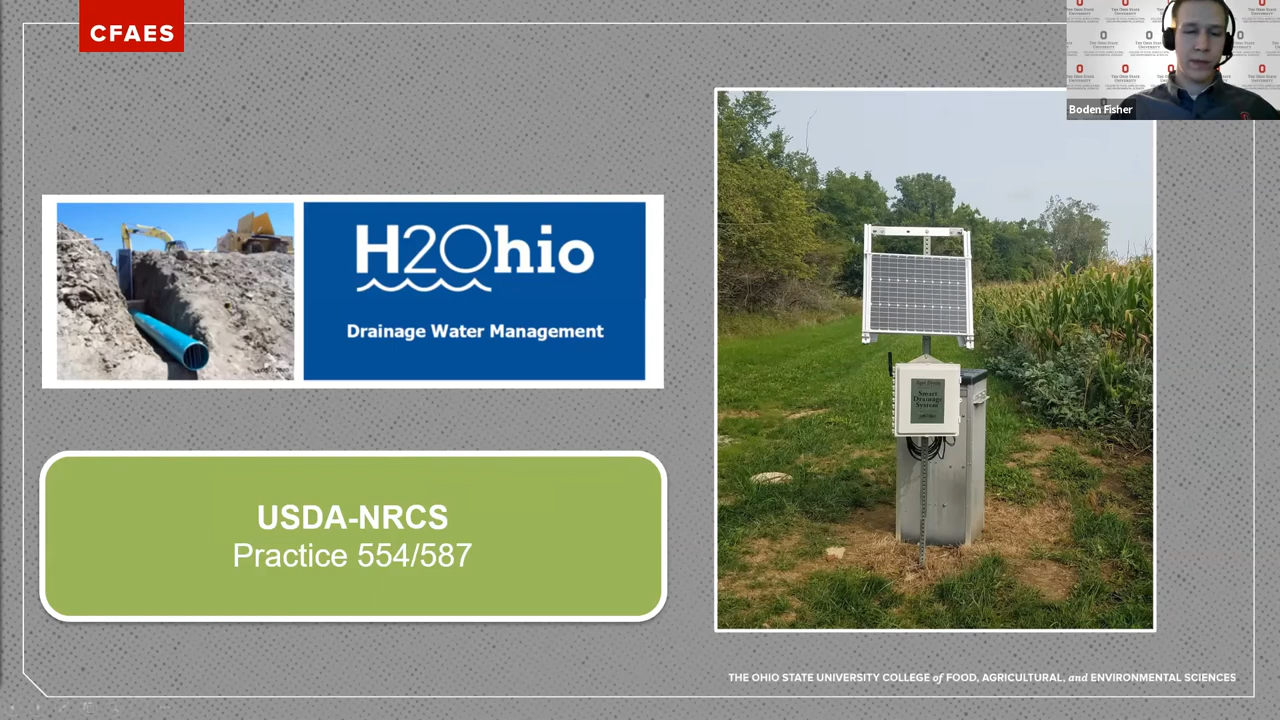 CFAES
Boden Fisher
H2Ohio
Drainage Water Management
Smart
Drainage
System
USDA-NRCS
Practice 554/587
THE OHIO STATE UNIVERSITY COLLEGE of FOOD, AGRICULTURAL, and ENVIRONMENTAL SCIENCES